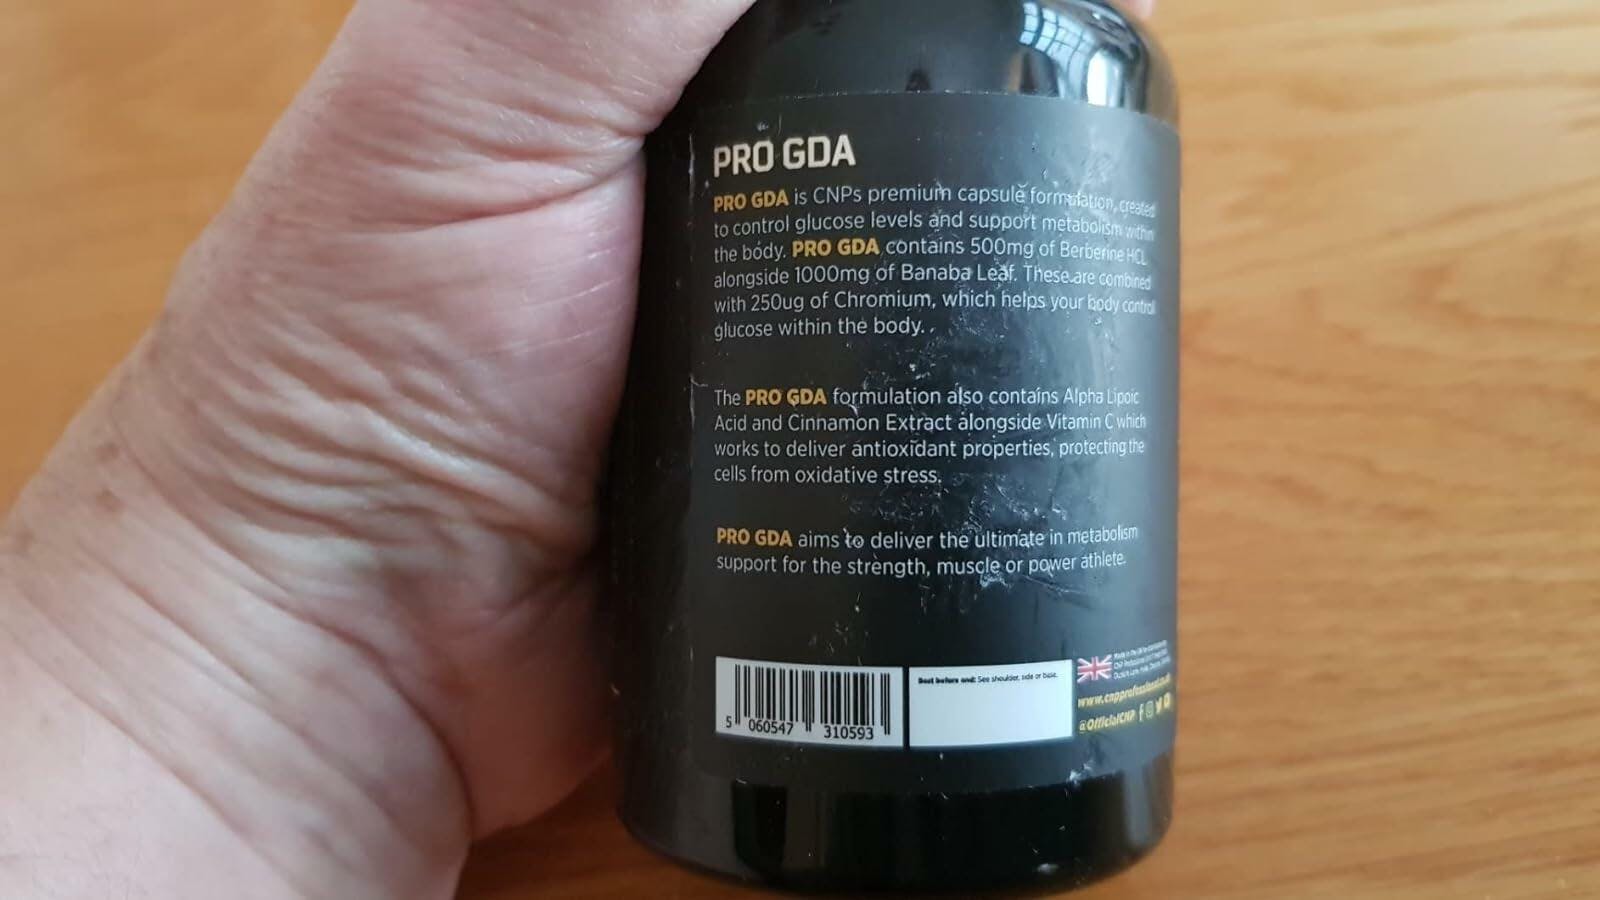 PRO GDA
PRO GDA is CNPs premium capsule formulation, created
to control glucose levels and support metabolism within
the body. PRO GDA contains 500mg of Berberine HCL
alongside 1000mg of Banaba Leaf. These are combined
with 250ug of Chromium, which helps your body control
glucose within the body.
The PRO GDA formulation also contains Alpha Lipoic
Acid and Cinnamon Extract alongside Vitamin C which
works to deliver antioxidant properties, protecting the
cells from oxidative stress.
PRO GDA aims to deliver the ultimate in metabolism
support for the strength, muscle or power athlete.
Best before end: See shoulder, side or base.
www.cnpprofessional.co.uk
@OfficialCNP
5 060547 310593